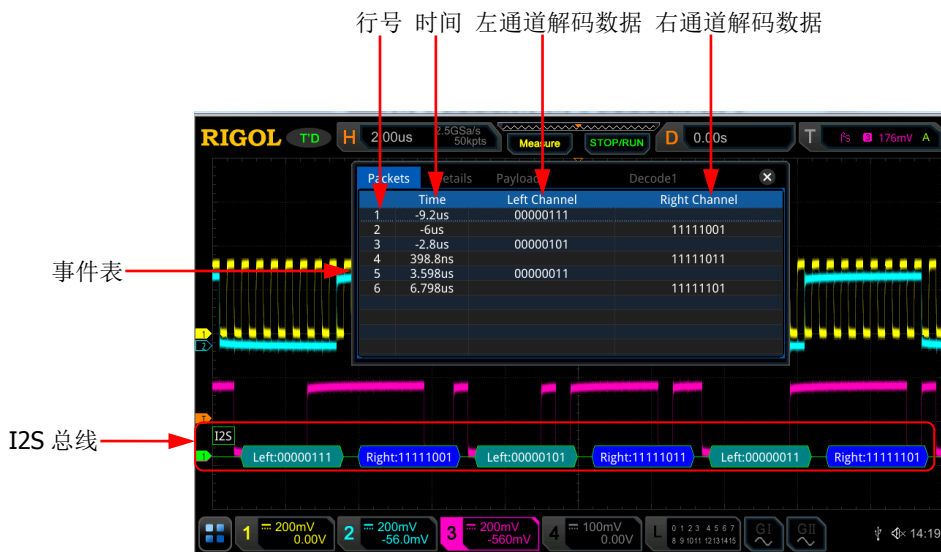 行号 时间 左通道解码数据 右通道解码数据
RIGOL T'D H 2.00us 2.5GSa/s 50kpts Measure STOP/RUN D 0.00s T I²S 3 176mV A
Packets Details Payload Decode1
Time Left Channel Right Channel
1 -9.2us 00000111
2 -6us 11111001
3 -2.8us 00000101
4 398.8ns 11111011
5 3.598us 00000011
6 6.798us 11111101
事件表
1
2
T
I2S
I2S 总线
1 Left:00000111 Right:11111001 Left:00000101 Right:11111011 Left:00000011 Right:11111101
1 200mV 0.00V 2 200mV -56.0mV 3 200mV -560mV 4 100mV 0.00V L 0 1 2 3 4 5 6 7 8 9 10 11 12 13 14 15 GI GII 14:19